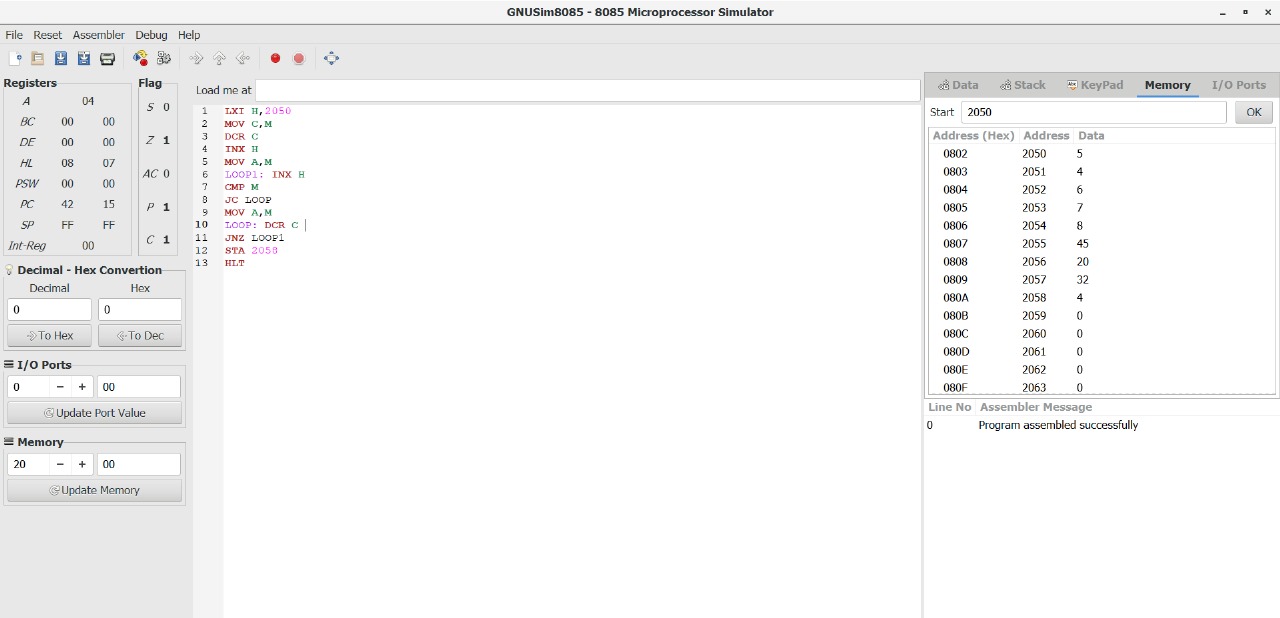 GNUSim8085 - 8085 Microprocessor Simulator
File Reset Assembler Debug Help
Registers
A 04
BC 00 00
DE 00 00
HL 08 07
PSW 00 00
PC 42 15
SP FF FF
Int-Reg 00
Flag
S 0
Z 1
AC 0
P 1
C 1
Decimal - Hex Convertion
Decimal Hex
0 0
To Hex To Dec
I/O Ports
0 − + 00
Update Port Value
Memory
20 − + 00
Update Memory
Load me at
1 LXI H,2050
2 MOV C,M
3 DCR C
4 INX H
5 MOV A,M
6 LOOP1: INX H
7 CMP M
8 JC LOOP
9 MOV A,M
10 LOOP: DCR C
11 JNZ LOOP1
12 STA 2058
13 HLT
Data Stack KeyPad Memory I/O Ports
Start 2050 OK
Address (Hex) Address Data
0802 2050 5
0803 2051 4
0804 2052 6
0805 2053 7
0806 2054 8
0807 2055 45
0808 2056 20
0809 2057 32
080A 2058 4
080B 2059 0
080C 2060 0
080D 2061 0
080E 2062 0
080F 2063 0
Line No Assembler Message
0 Program assembled successfully